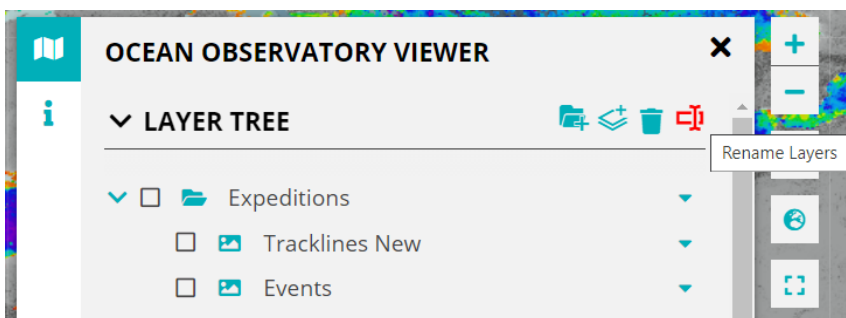 OCEAN OBSERVATORY VIEWER
LAYER TREE
Rename Layers
Expeditions
Tracklines New
Events